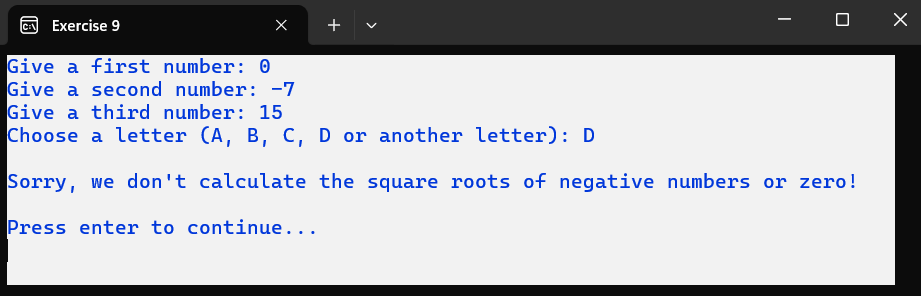 Exercise 9
Give a first number: 0
Give a second number: -7
Give a third number: 15
Choose a letter (A, B, C, D or another letter): D
Sorry, we don't calculate the square roots of negative numbers or zero!
Press enter to continue...